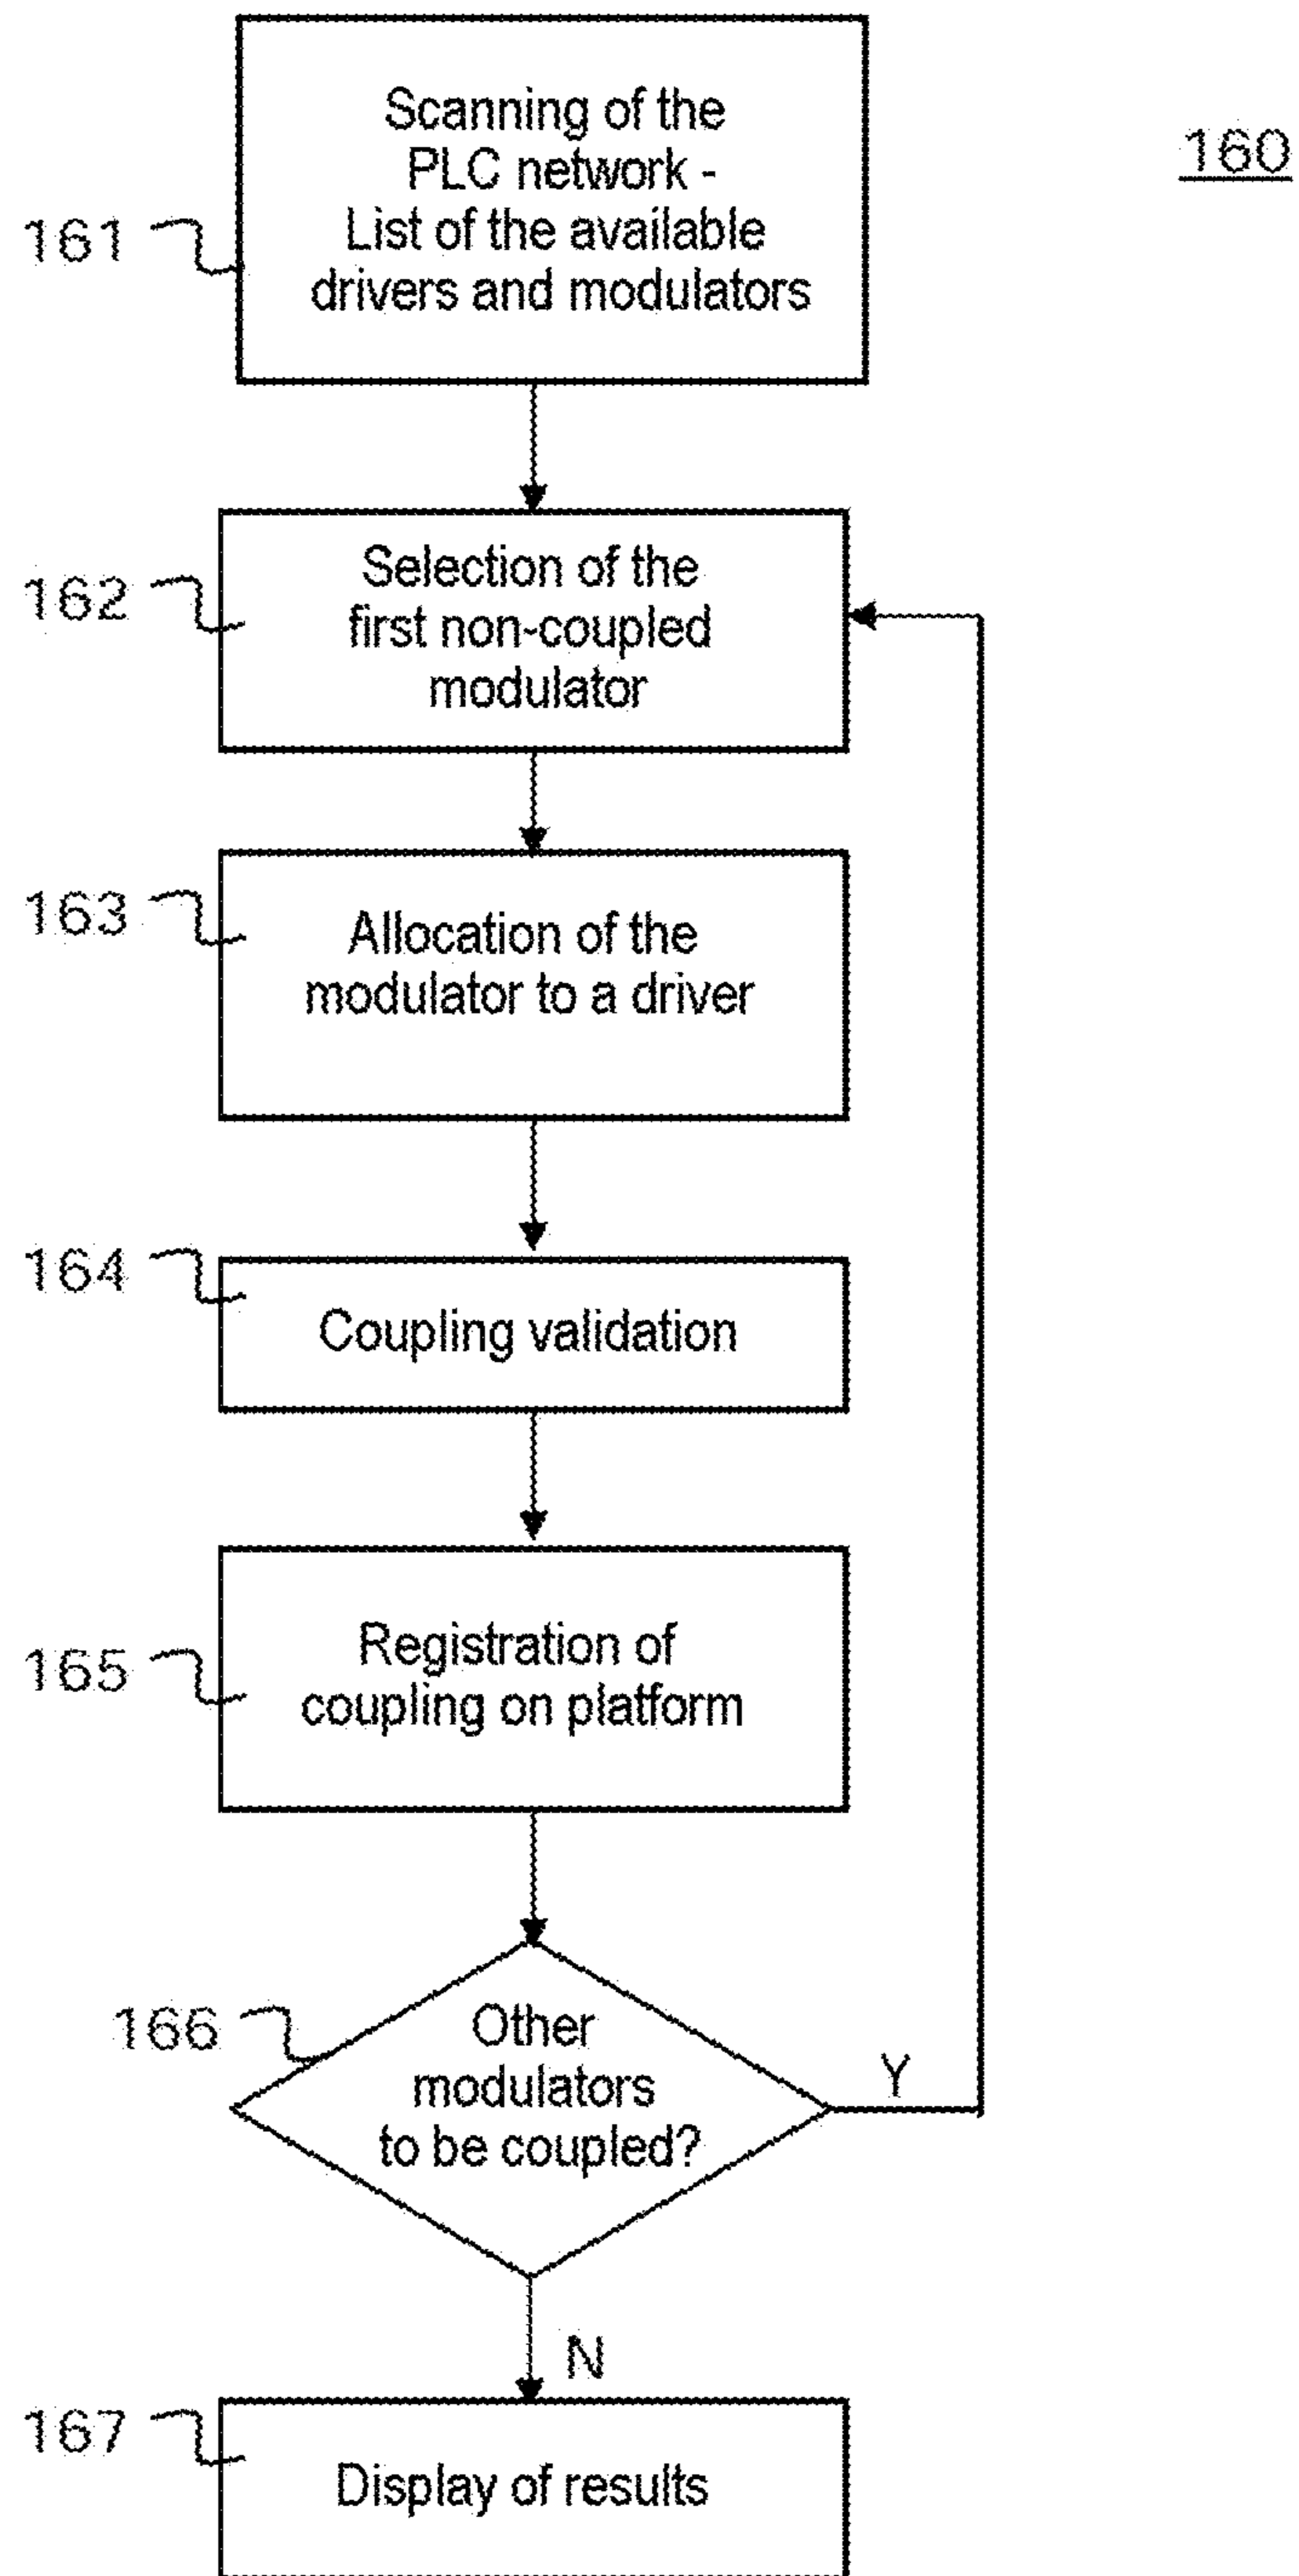 160
161
Scanning of the
PLC network -
List of the available
drivers and modulators
162
Selection of the
first non-coupled
modulator
163
Allocation of the
modulator to a driver
164
Coupling validation
165
Registration of
coupling on platform
166
Other
modulators
to be coupled?
Y
N
167
Display of results